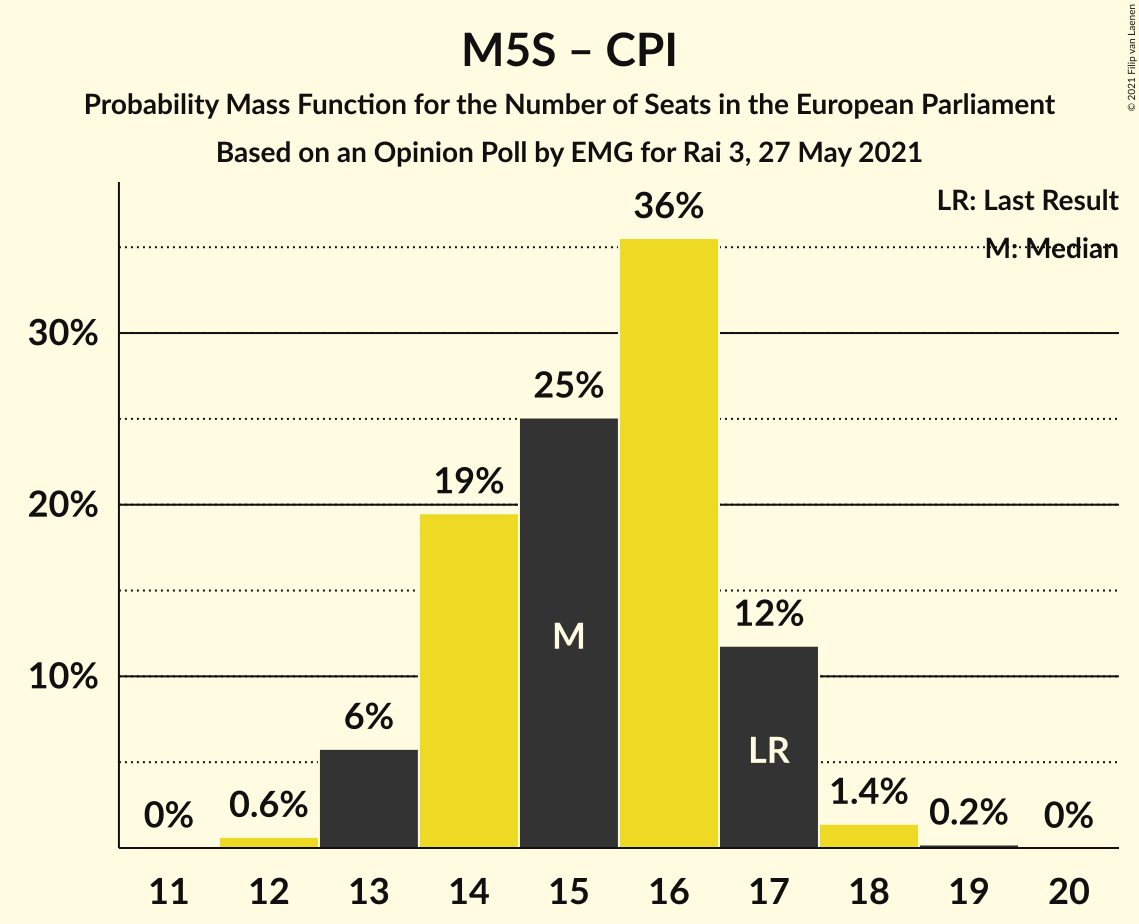 M5S – CPI
Probability Mass Function for the Number of Seats in the European Parliament
Based on an Opinion Poll by EMG for Rai 3, 27 May 2021
© 2021 Filip van Laenen
LR: Last Result
M: Median
36%
30%
25%
20%
19%
12%
10%
M
LR
6%
0%
0.6%
1.4%
0.2%
0%
11 12 13 14 15 16 17 18 19 20